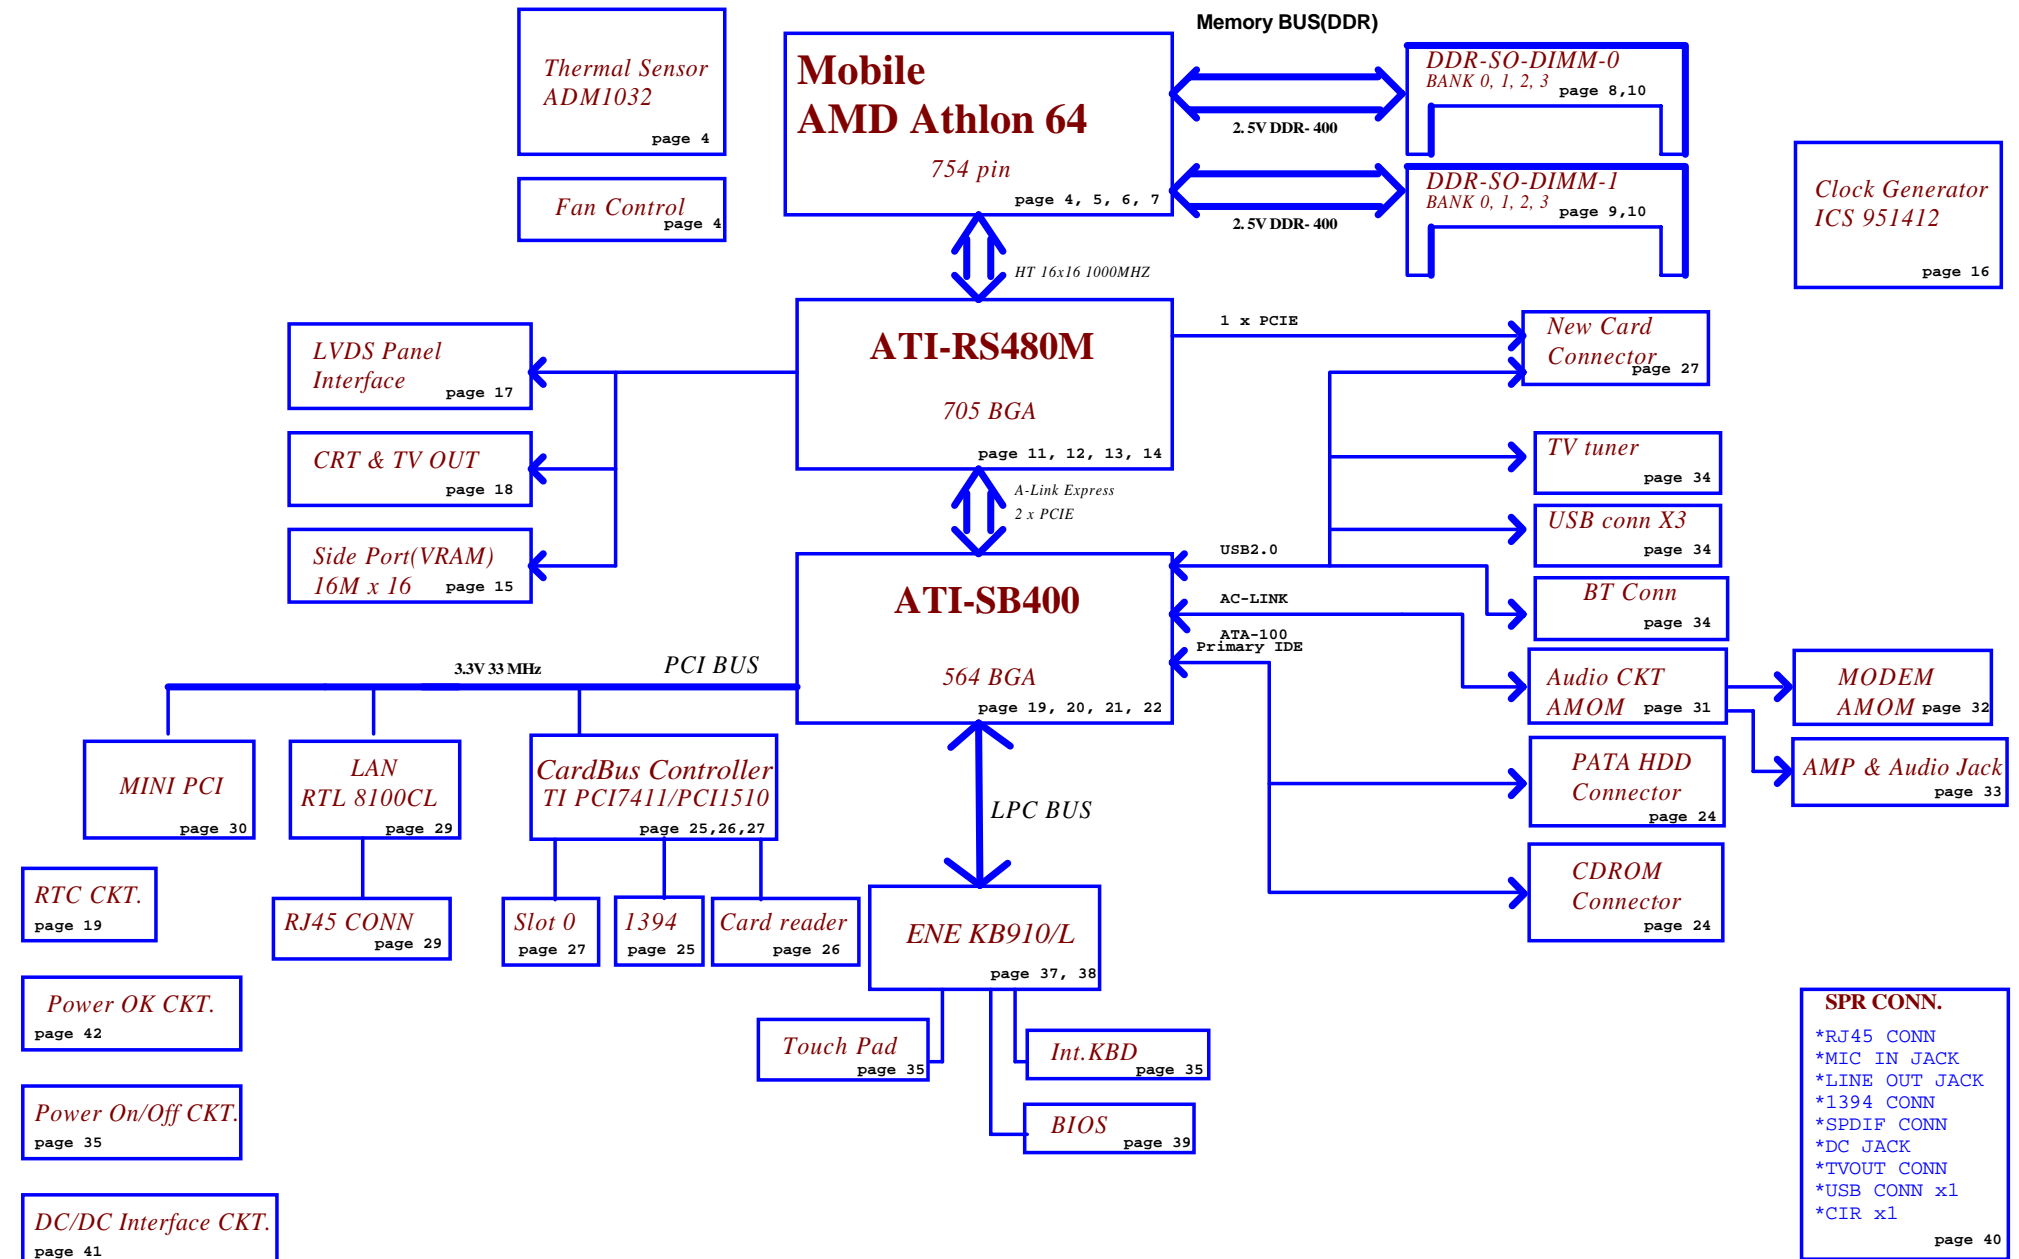 Memory BUS(DDR)
Thermal Sensor
ADM1032
page 4
Fan Control
page 4
Mobile
AMD Athlon 64
754 pin
page 4, 5, 6, 7
2.5V DDR-400
2.5V DDR-400
DDR-SO-DIMM-0
BANK 0, 1, 2, 3
page 8,10
DDR-SO-DIMM-1
BANK 0, 1, 2, 3
page 9,10
Clock Generator
ICS 951412
page 16
HT 16x16 1000MHZ
LVDS Panel
Interface
page 17
CRT & TV OUT
page 18
Side Port(VRAM)
16M x 16
page 15
ATI-RS480M
705 BGA
page 11, 12, 13, 14
1 x PCIE
New Card
Connector
page 27
TV tuner
page 34
USB conn X3
page 34
BT Conn
page 34
A-Link Express
2 x PCIE
ATI-SB400
564 BGA
page 19, 20, 21, 22
USB2.0
AC-LINK
ATA-100
Primary IDE
Audio CKT
AMOM
page 31
MODEM
AMOM
page 32
AMP & Audio Jack
page 33
PATA HDD
Connector
page 24
CDROM
Connector
page 24
3.3V 33 MHz
PCI BUS
MINI PCI
page 30
LAN
RTL 8100CL
page 29
CardBus Controller
TI PCI7411/PCI1510
page 25,26,27
LPC BUS
RTC CKT.
page 19
RJ45 CONN
page 29
Slot 0
page 27
1394
page 25
Card reader
page 26
ENE KB910/L
page 37, 38
Power OK CKT.
page 42
Touch Pad
page 35
Int.KBD
page 35
BIOS
page 39
Power On/Off CKT.
page 35
DC/DC Interface CKT.
page 41
SPR CONN.
*RJ45 CONN
*MIC IN JACK
*LINE OUT JACK
*1394 CONN
*SPDIF CONN
*DC JACK
*TVOUT CONN
*USB CONN x1
*CIR x1
page 40